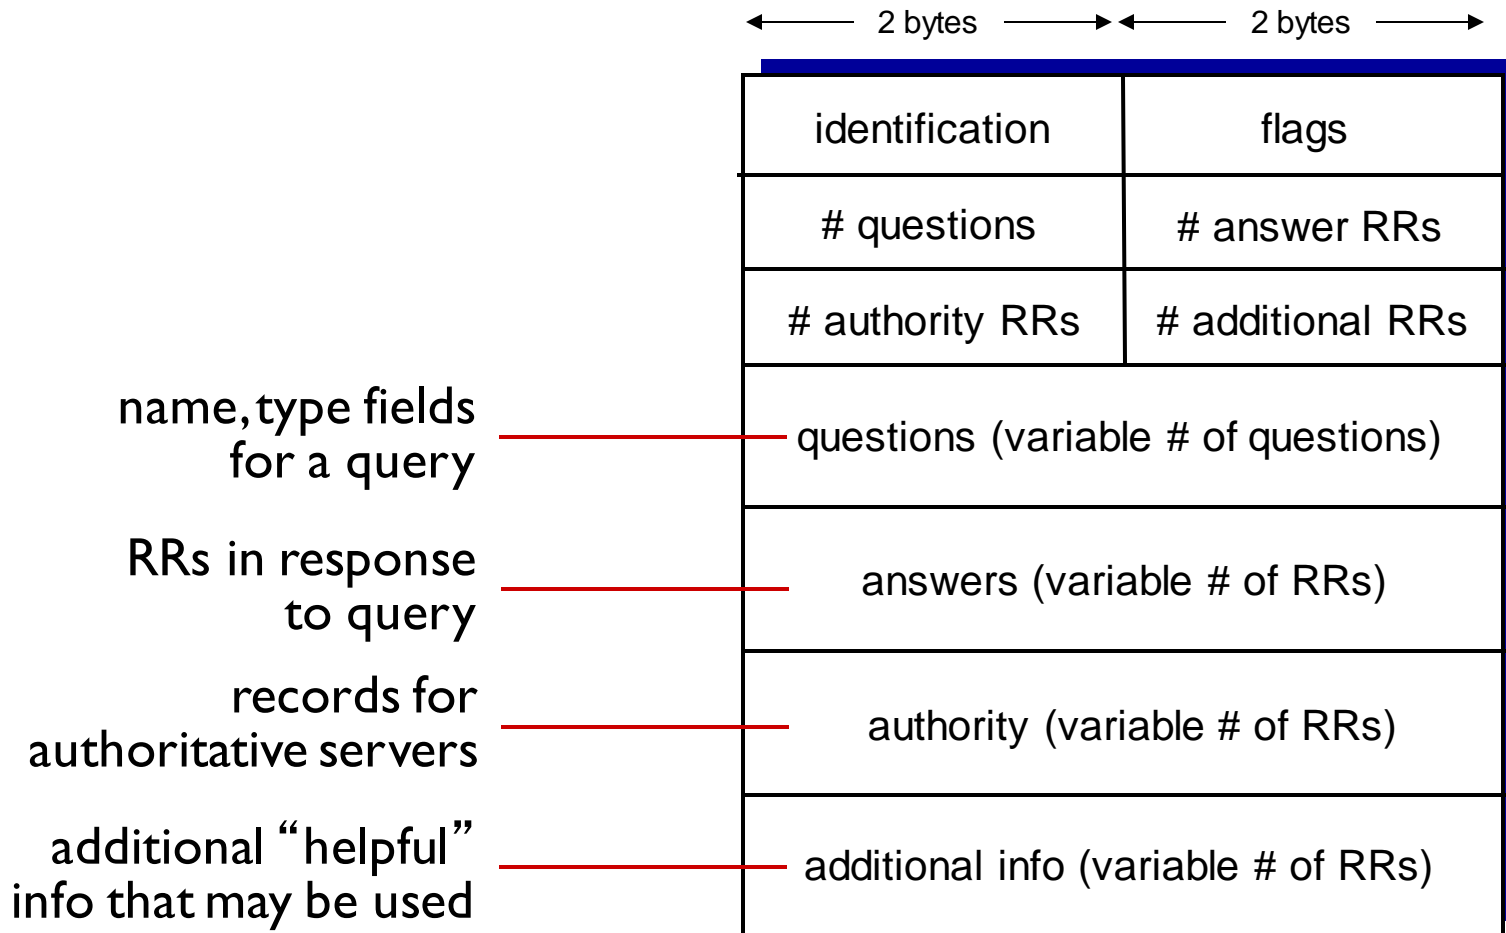 2 bytes 2 bytes
identification flags
# questions # answer RRs
# authority RRs # additional RRs
name, type fields
for a query
questions (variable # of questions)
RRs in response
to query
answers (variable # of RRs)
records for
authoritative servers
authority (variable # of RRs)
additional “helpful”
info that may be used
additional info (variable # of RRs)